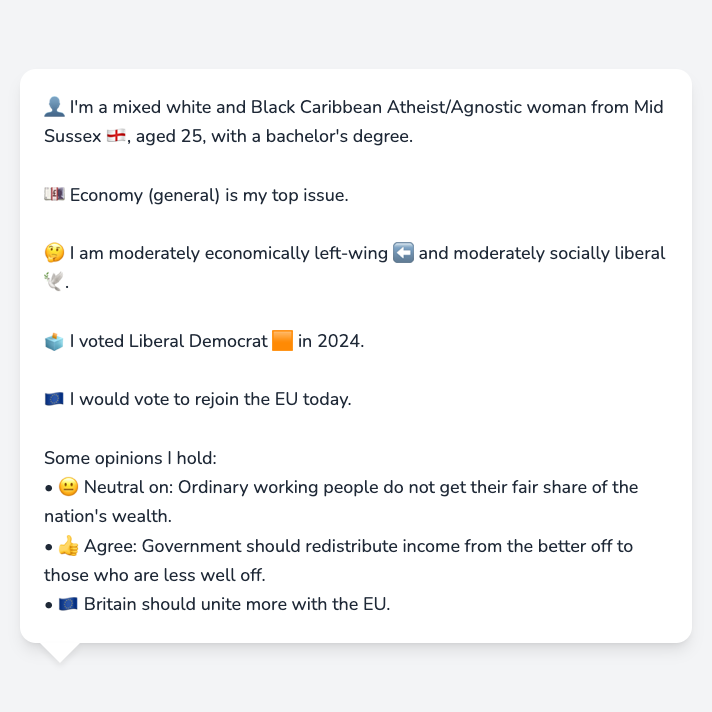 👤 I'm a mixed white and Black Caribbean Atheist/Agnostic woman from Mid
Sussex 🏴󠁧󠁢󠁥󠁮󠁧󠁿, aged 25, with a bachelor's degree.
💷 Economy (general) is my top issue.
🤔 I am moderately economically left-wing ⬅️ and moderately socially liberal
🕊️.
🗳️ I voted Liberal Democrat 🟧 in 2024.
🇪🇺 I would vote to rejoin the EU today.
Some opinions I hold:
• 😐 Neutral on: Ordinary working people do not get their fair share of the
nation's wealth.
• 👍 Agree: Government should redistribute income from the better off to
those who are less well off.
• 🇪🇺 Britain should unite more with the EU.